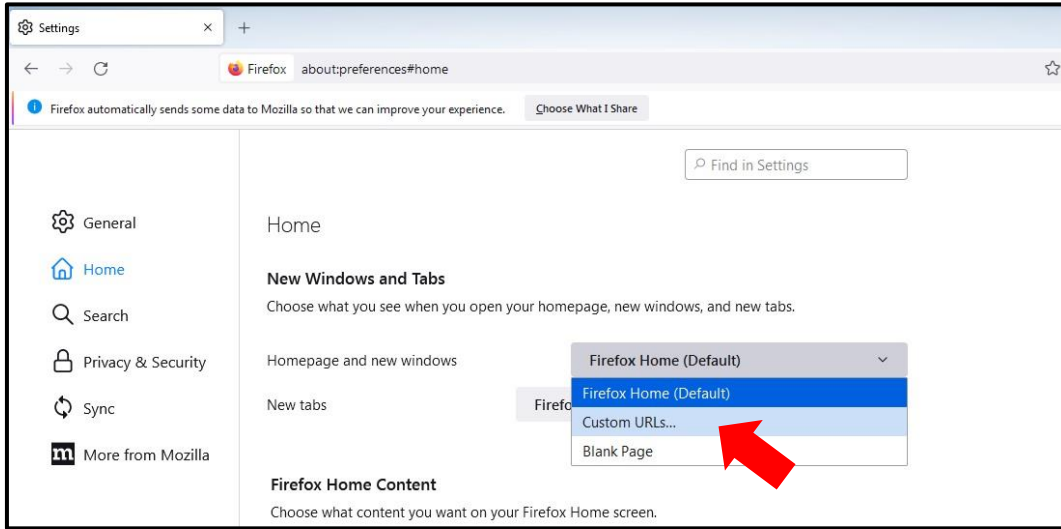 Settings
Firefox about:preferences#home
Firefox automatically sends some data to Mozilla so that we can improve your experience. Choose What I Share
Find in Settings
General
Home
Search
Privacy & Security
Sync
m More from Mozilla
Home
New Windows and Tabs
Choose what you see when you open your homepage, new windows, and new tabs.
Homepage and new windows Firefox Home (Default)
Firefox Home (Default)
Custom URLs...
Blank Page
New tabs
Firefox Home Content
Choose what content you want on your Firefox Home screen.